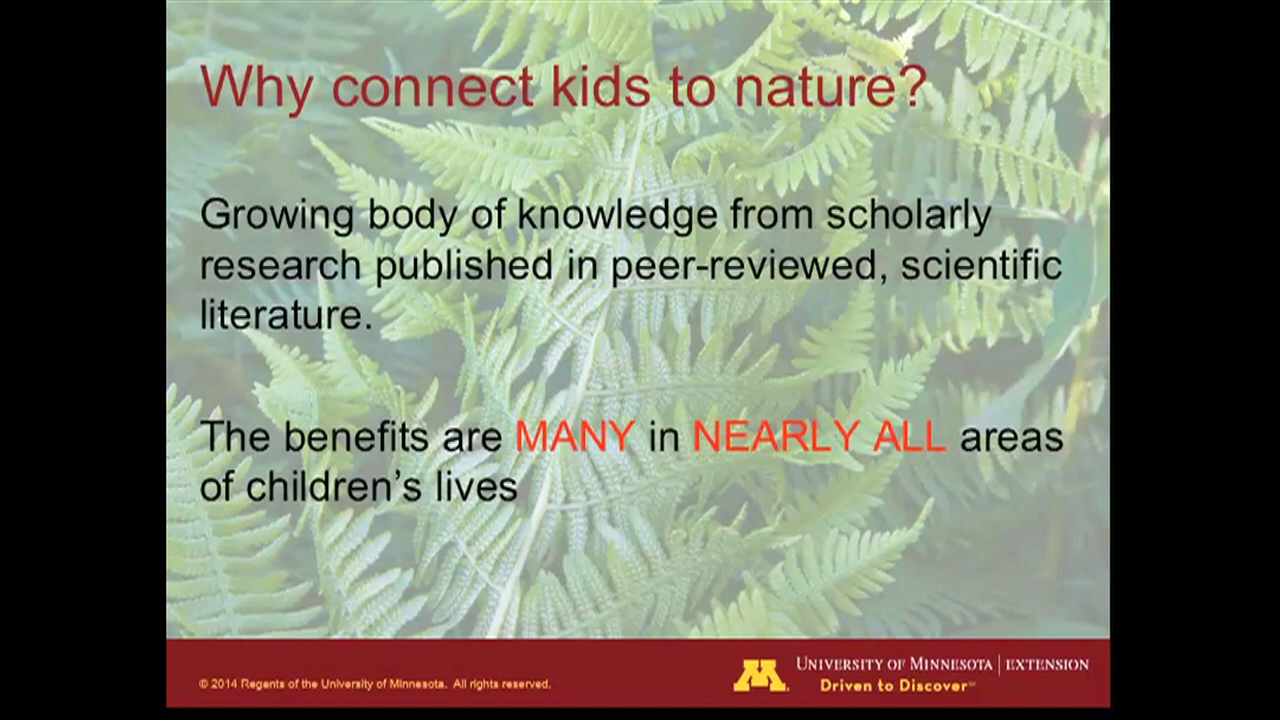 Why connect kids to nature?
Growing body of knowledge from scholarly
research published in peer-reviewed, scientific
literature.
The benefits are MANY in NEARLY ALL areas
of children’s lives
© 2014 Regents of the University of Minnesota. All rights reserved.
M
UNIVERSITY OF MINNESOTA | EXTENSION
Driven to Discover℠